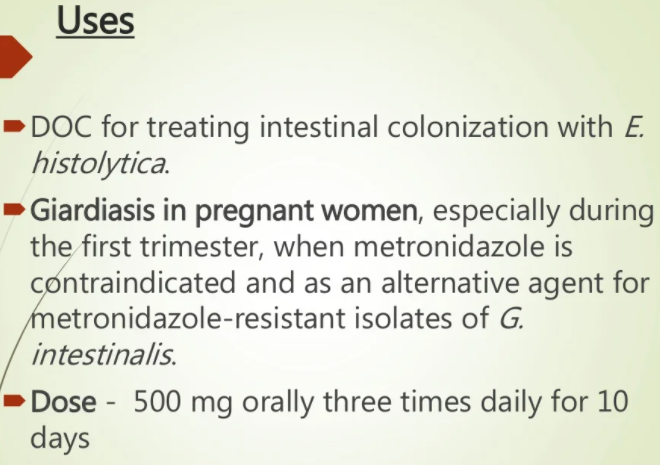 Uses
DOC for treating intestinal colonization with E.
histolytica.
Giardiasis in pregnant women, especially during
the first trimester, when metronidazole is
contraindicated and as an alternative agent for
metronidazole-resistant isolates of G.
intestinalis.
Dose - 500 mg orally three times daily for 10
days